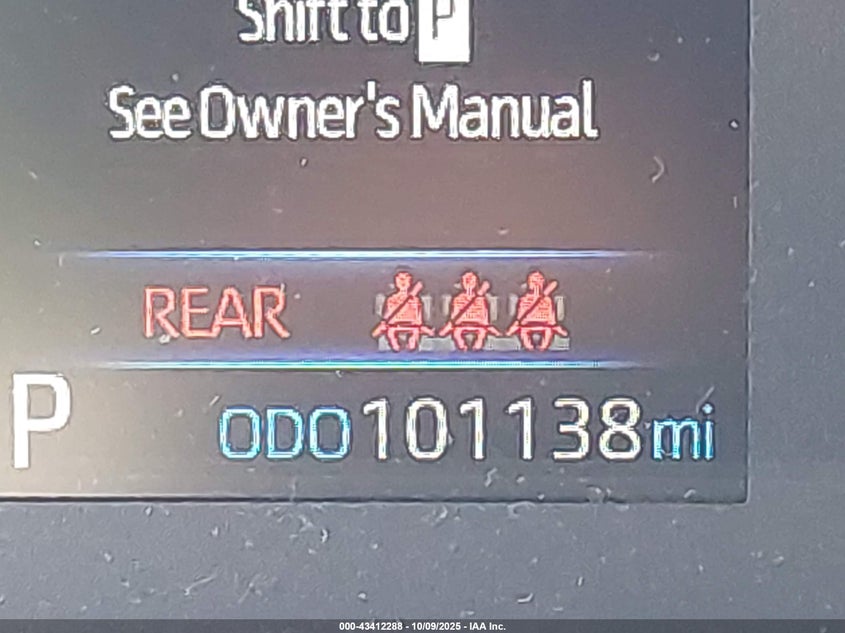 Shift to P
See Owner's Manual
REAR
P ODO 101138 mi
000-43412288 - 10/09/2025 - IAA Inc.